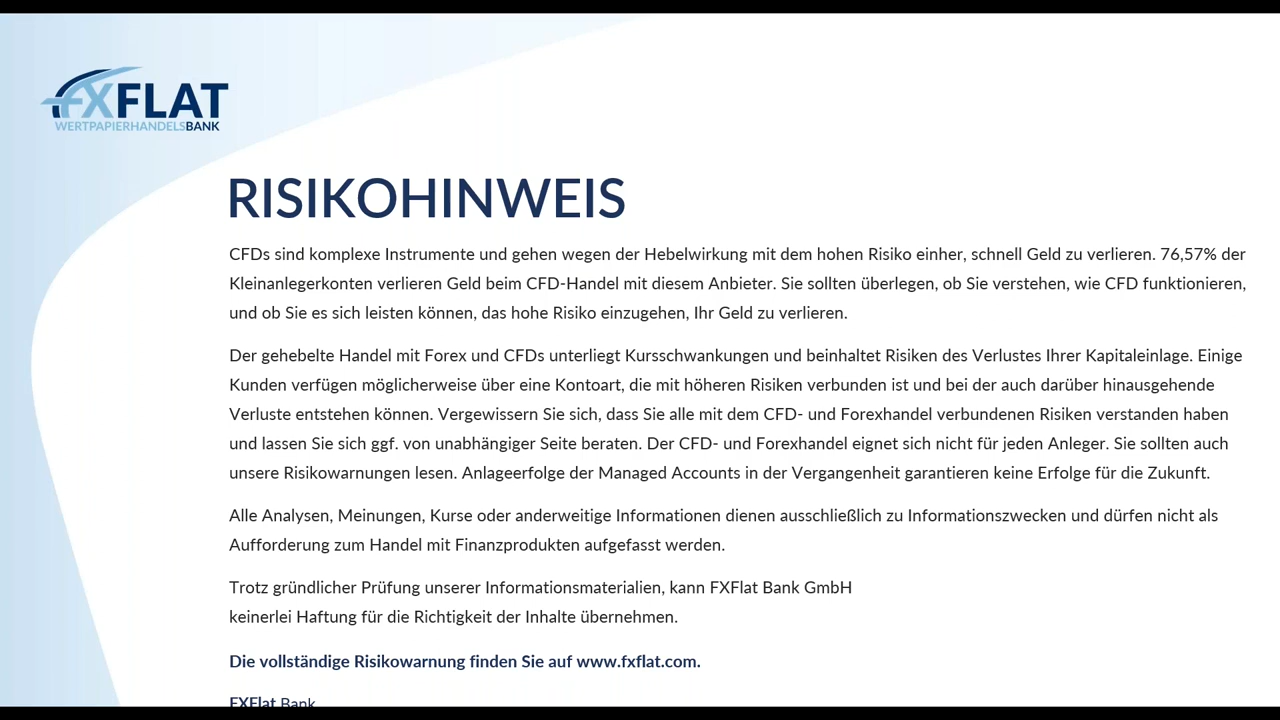 FXFLAT
WERTPAPIERHANDELSBANK
RISIKOHINWEIS
CFDs sind komplexe Instrumente und gehen wegen der Hebelwirkung mit dem hohen Risiko einher, schnell Geld zu verlieren. 76,57% der
Kleinanlegerkonten verlieren Geld beim CFD-Handel mit diesem Anbieter. Sie sollten überlegen, ob Sie verstehen, wie CFD funktionieren,
und ob Sie es sich leisten können, das hohe Risiko einzugehen, Ihr Geld zu verlieren.
Der gehebelte Handel mit Forex und CFDs unterliegt Kursschwankungen und beinhaltet Risiken des Verlustes Ihrer Kapitaleinlage. Einige
Kunden verfügen möglicherweise über eine Kontoart, die mit höheren Risiken verbunden ist und bei der auch darüber hinausgehende
Verluste entstehen können. Vergewissern Sie sich, dass Sie alle mit dem CFD- und Forexhandel verbundenen Risiken verstanden haben
und lassen Sie sich ggf. von unabhängiger Seite beraten. Der CFD- und Forexhandel eignet sich nicht für jeden Anleger. Sie sollten auch
unsere Risikowarnungen lesen. Anlageerfolge der Managed Accounts in der Vergangenheit garantieren keine Erfolge für die Zukunft.
Alle Analysen, Meinungen, Kurse oder anderweitige Informationen dienen ausschließlich zu Informationszwecken und dürfen nicht als
Aufforderung zum Handel mit Finanzprodukten aufgefasst werden.
Trotz gründlicher Prüfung unserer Informationsmaterialien, kann FXFlat Bank GmbH
keinerlei Haftung für die Richtigkeit der Inhalte übernehmen.
Die vollständige Risikowarnung finden Sie auf www.fxflat.com.
FXFlat Bank